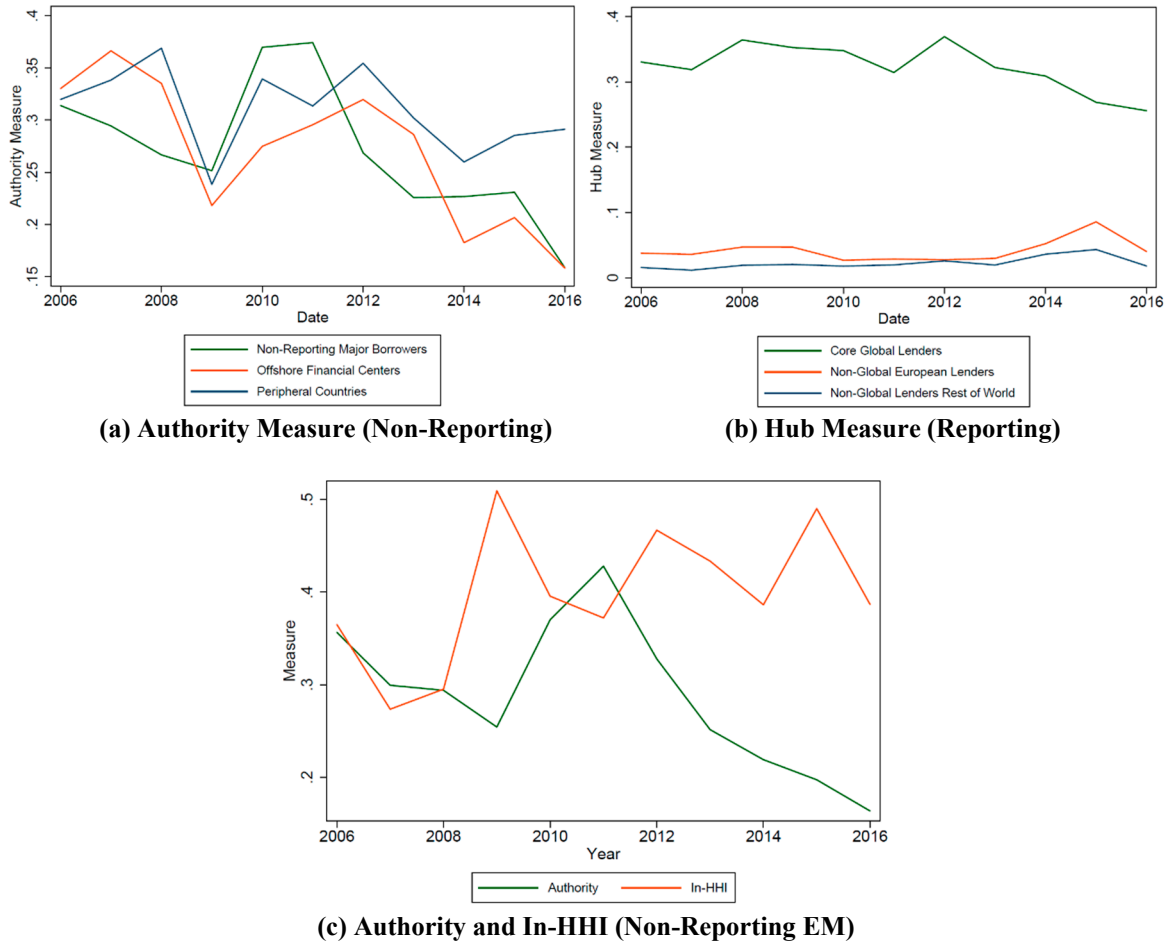 Authority Measure
.4
.35
.3
.25
.2
.15
2006 2008 2010 2012 2014 2016
Date
Non-Reporting Major Borrowers
Offshore Financial Centers
Peripheral Countries
(a) Authority Measure (Non-Reporting)
Hub Measure
.4
.3
.2
.1
0
2006 2008 2010 2012 2014 2016
Date
Core Global Lenders
Non-Global European Lenders
Non-Global Lenders Rest of World
(b) Hub Measure (Reporting)
Measure
.5
.4
.3
.2
2006 2008 2010 2012 2014 2016
Year
Authority In-HHI
(c) Authority and In-HHI (Non-Reporting EM)